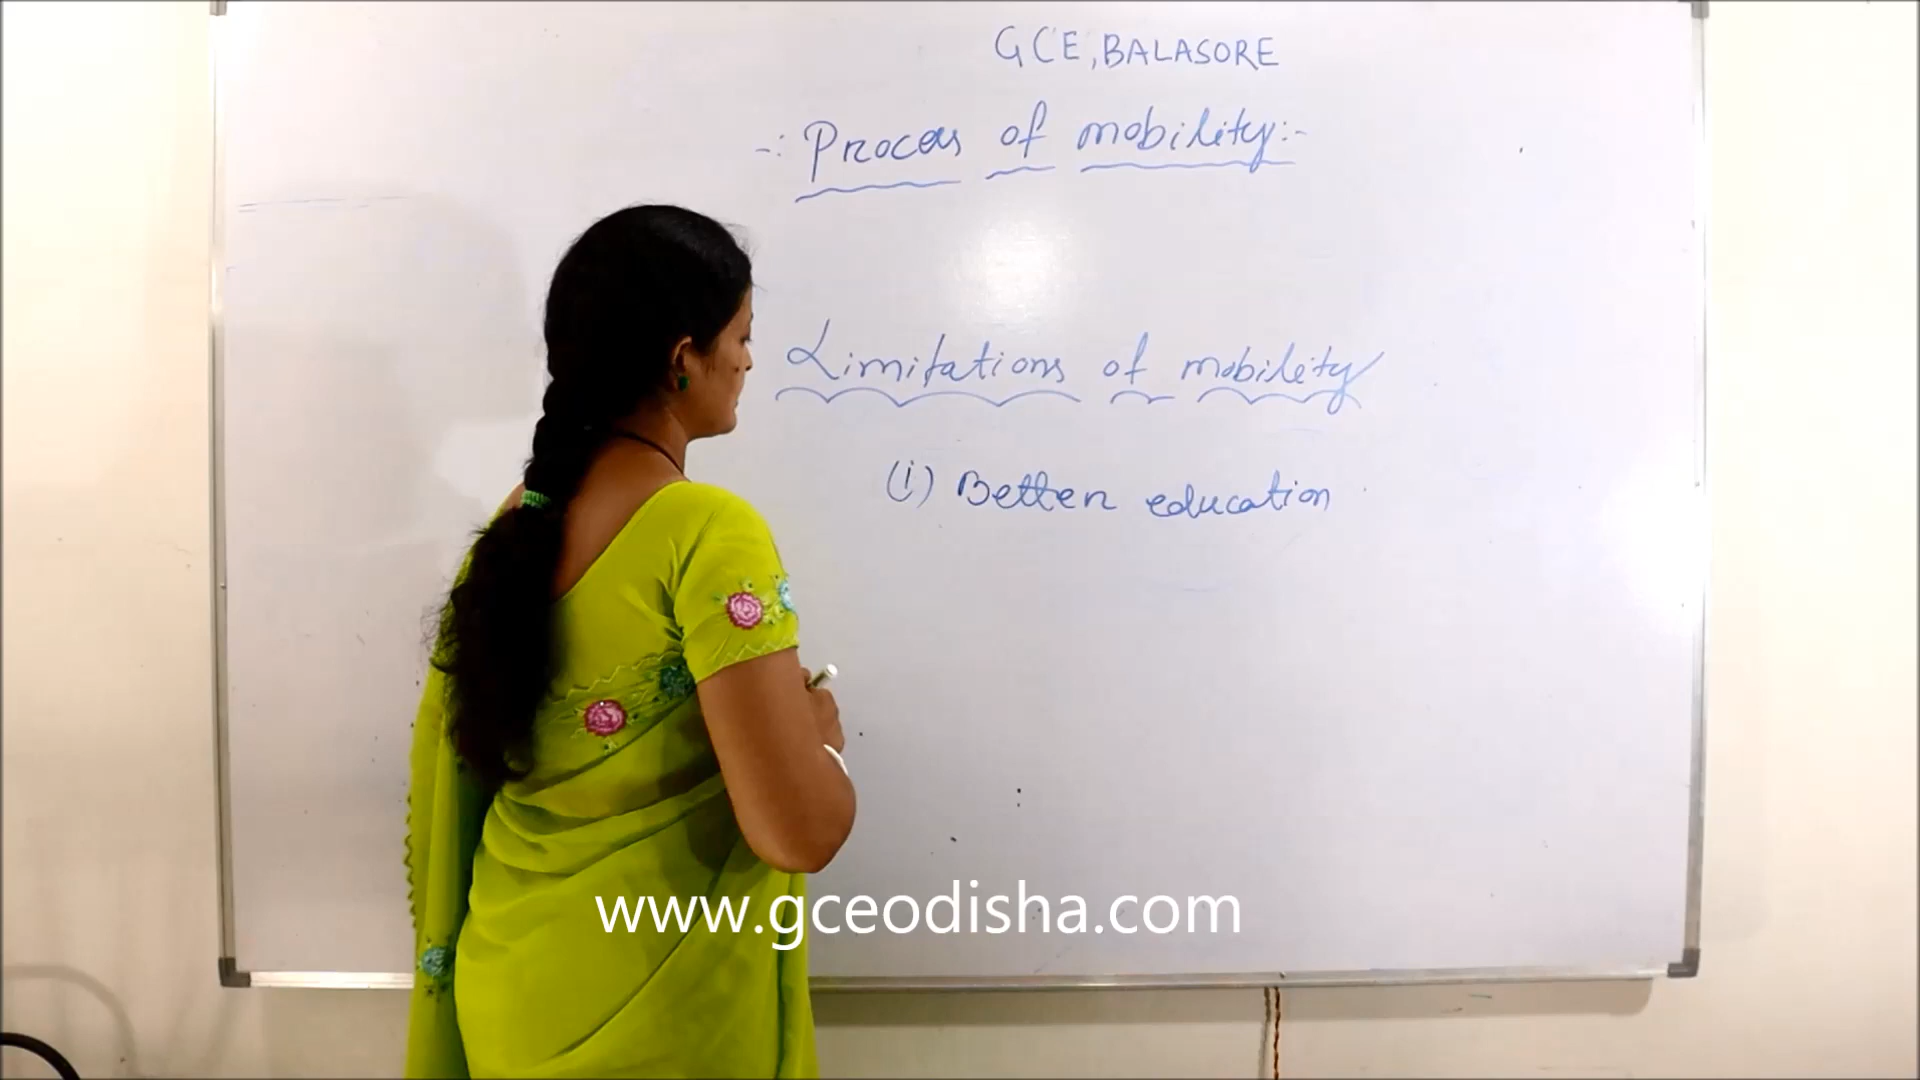 GCE, BALASORE
-: Process of mobility:-
Limitations of mobility
(i) Better education
www.gceodisha.com